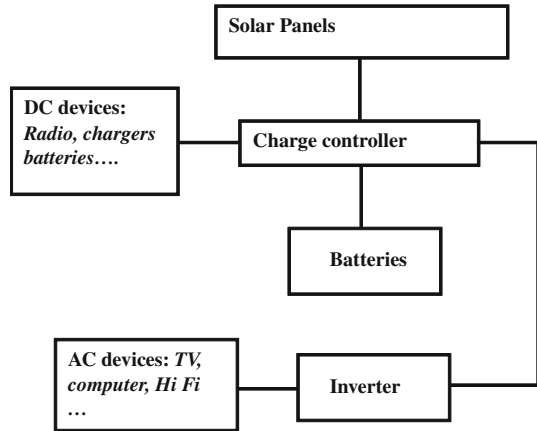 Solar Panels
DC devices:
Radio, chargers
batteries….
Charge controller
Batteries
AC devices: TV,
computer, Hi Fi
…
Inverter